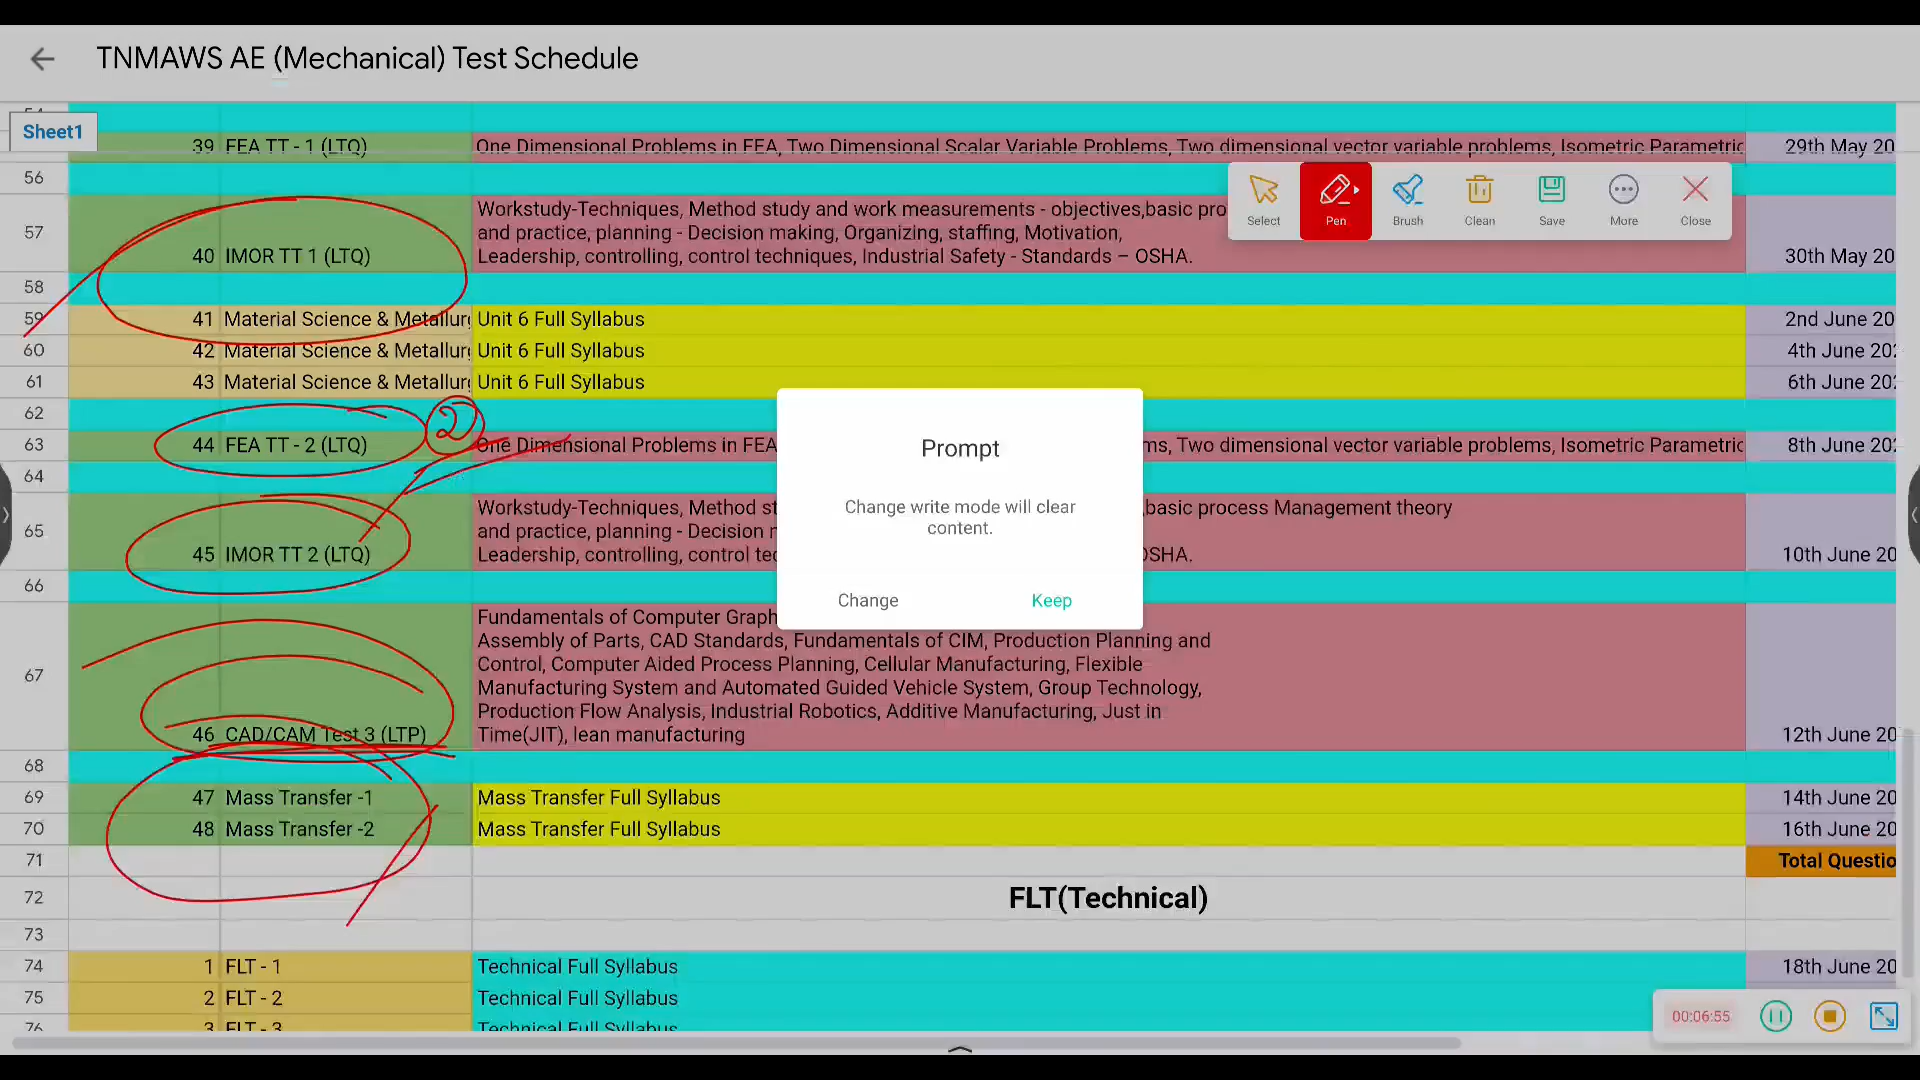 TNMAWS AE (Mechanical) Test Schedule
Sheet1
39 FEA TT - 1 (LTQ) One Dimensional Problems in FEA, Two Dimensional Scalar Variable Problems, Two dimensional vector variable problems, Isometric Parametric 29th May 20
Select Pen Brush Clean Save More Close
56
57 40 IMOR TT 1 (LTQ) Workstudy-Techniques, Method study and work measurements - objectives,basic pro
and practice, planning - Decision making, Organizing, staffing, Motivation,
Leadership, controlling, control techniques, Industrial Safety - Standards – OSHA. 30th May 20
58
59 41 Material Science & Metallur Unit 6 Full Syllabus 2nd June 20
60 42 Material Science & Metallur Unit 6 Full Syllabus 4th June 20
61 43 Material Science & Metallur Unit 6 Full Syllabus 6th June 20
62
2
63 44 FEA TT - 2 (LTQ) One Dimensional Problems in FEA ms, Two dimensional vector variable problems, Isometric Parametric 8th June 20
64
65 45 IMOR TT 2 (LTQ) Workstudy-Techniques, Method st ,basic process Management theory
and practice, planning - Decision
Leadership, controlling, control tec OSHA. 10th June 20
66
Prompt
Change write mode will clear
content.
Change Keep
67 46 CAD/CAM Test 3 (LTP) Fundamentals of Computer Graph
Assembly of Parts, CAD Standards, Fundamentals of CIM, Production Planning and
Control, Computer Aided Process Planning, Cellular Manufacturing, Flexible
Manufacturing System and Automated Guided Vehicle System, Group Technology,
Production Flow Analysis, Industrial Robotics, Additive Manufacturing, Just in
Time(JIT), lean manufacturing 12th June 20
68
69 47 Mass Transfer -1 Mass Transfer Full Syllabus 14th June 20
70 48 Mass Transfer -2 Mass Transfer Full Syllabus 16th June 20
71 Total Questio
72 FLT(Technical)
73
74 1 FLT - 1 Technical Full Syllabus 18th June 20
75 2 FLT - 2 Technical Full Syllabus
76 3 FLT - 3 Technical Full Syllabus
00:06:55